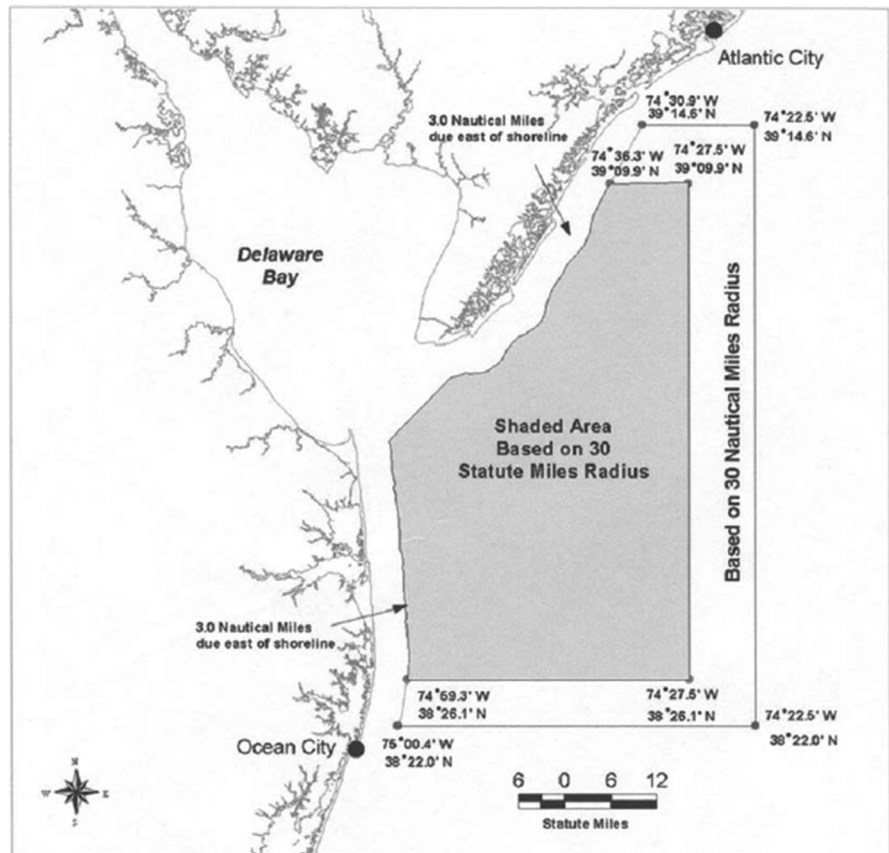 Atlantic City
74°30.9' W
39°14.6' N
74°22.5' W
39°14.6' N
3.0 Nautical Miles
due east of shoreline
74°36.3' W
39°09.9' N
74°27.5' W
39°09.9' N
Delaware
Bay
Shaded Area
Based on 30
Statute Miles Radius
Based on 30 Nautical Miles Radius
3.0 Nautical Miles
due east of shoreline
74°59.3' W
38°26.1' N
74°27.5' W
38°26.1' N
74°22.5' W
38°22.0' N
Ocean City
75°00.4' W
38°22.0' N
N
W
E
S
6 0 6 12
Statute Miles